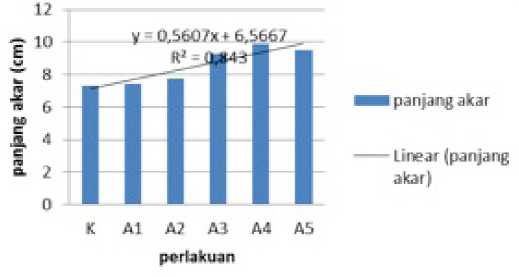 12
10
8
6
4
2
0
panjang akar (cm)
y = 0,5607x + 6,5667
R² = 0,843
K A1 A2 A3 A4 A5
perlakuan
panjang akar
Linear (panjang
akar)